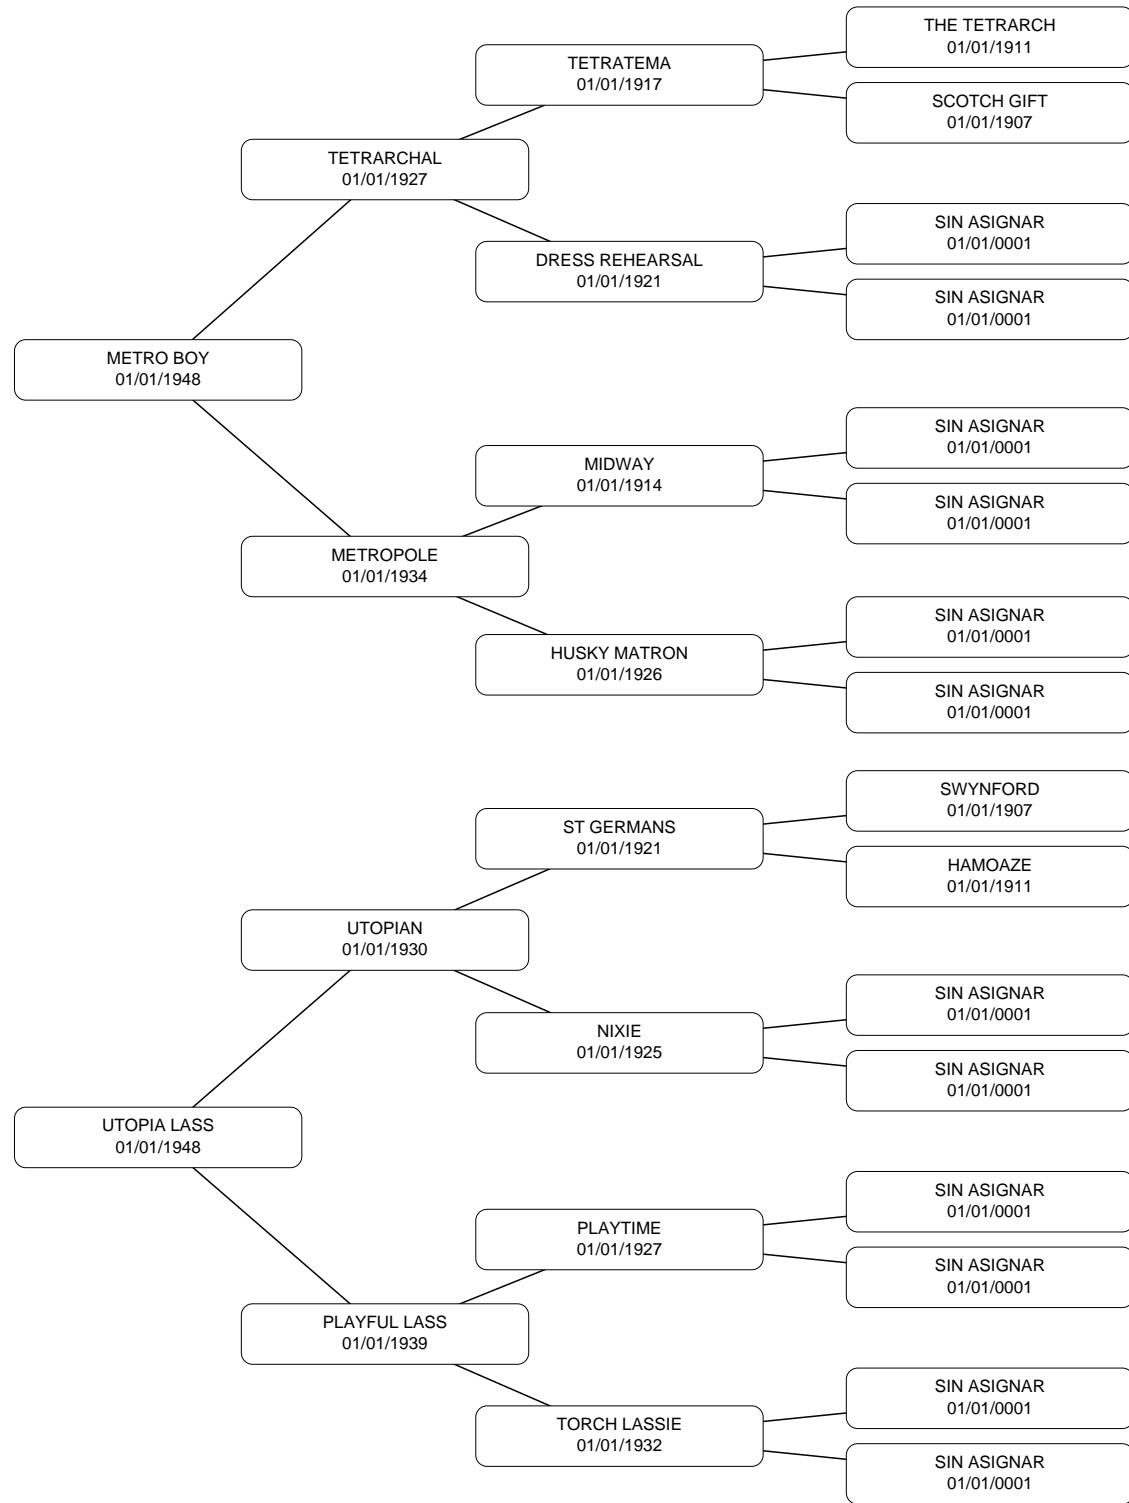 THE TETRARCH
01/01/1911
TETRATEMA
01/01/1917
SCOTCH GIFT
01/01/1907
TETRARCHAL
01/01/1927
SIN ASIGNAR
01/01/0001
DRESS REHEARSAL
01/01/1921
SIN ASIGNAR
01/01/0001
METRO BOY
01/01/1948
SIN ASIGNAR
01/01/0001
MIDWAY
01/01/1914
SIN ASIGNAR
01/01/0001
METROPOLE
01/01/1934
SIN ASIGNAR
01/01/0001
HUSKY MATRON
01/01/1926
SIN ASIGNAR
01/01/0001
SWYNFORD
01/01/1907
ST GERMANS
01/01/1921
HAMOAZE
01/01/1911
UTOPIAN
01/01/1930
SIN ASIGNAR
01/01/0001
NIXIE
01/01/1925
SIN ASIGNAR
01/01/0001
UTOPIA LASS
01/01/1948
SIN ASIGNAR
01/01/0001
PLAYTIME
01/01/1927
SIN ASIGNAR
01/01/0001
PLAYFUL LASS
01/01/1939
SIN ASIGNAR
01/01/0001
TORCH LASSIE
01/01/1932
SIN ASIGNAR
01/01/0001